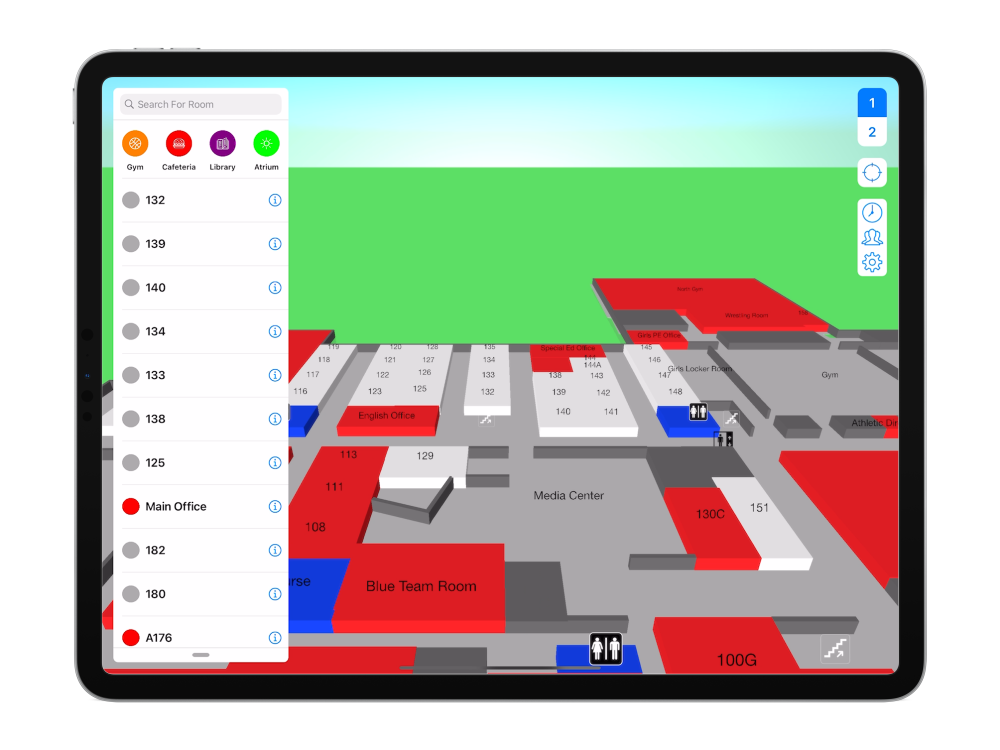 Search For Room
Gym Cafeteria Library Atrium
132
139
140
134
133
138
125
Main Office
182
180
A176
1
2
Main Gym
Wrestling Room
Girls PE Office
119 120 128 135 Special Ed Office 145
118 121 127 134 144 146
117 122 126 133 138 144A 143 147 Girls Locker Room Gym
116 123 125 132 139 142 148
English Office 140 141 Athletic Dir
113 129
111 Media Center
108 130C 151
rse Blue Team Room
100G